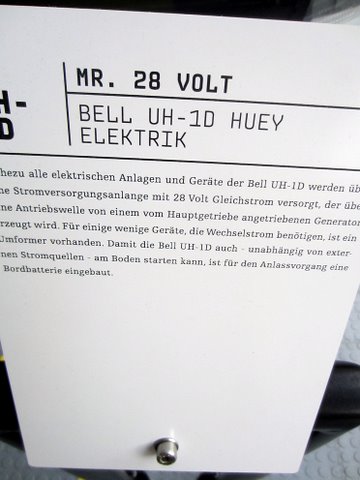 H-
D
MR. 28 VOLT
BELL UH-1D HUEY
ELEKTRIK
hezu alle elektrischen Anlagen und Geräte der Bell UH-1D werden üb
ne Stromversorgungsanlange mit 28 Volt Gleichstrom versorgt, der übe
ne Antriebswelle von einem vom Hauptgetriebe angetriebenen Generator
rzeugt wird. Für einige wenige Geräte, die Wechselstrom benötigen, ist ein
Umformer vorhanden. Damit die Bell UH-1D auch - unabhängig von exter-
nen Stromquellen - am Boden starten kann, ist für den Anlassvorgang eine
Bordbatterie eingebaut.